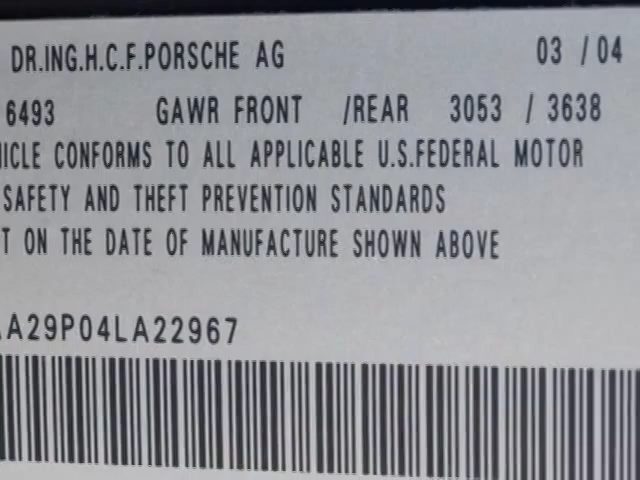 DR.ING.H.C.F.PORSCHE AG 03 / 04
6493 GAWR FRONT /REAR 3053 / 3638
HICLE CONFORMS TO ALL APPLICABLE U.S.FEDERAL MOTOR
SAFETY AND THEFT PREVENTION STANDARDS
T ON THE DATE OF MANUFACTURE SHOWN ABOVE
A29P04LA22967